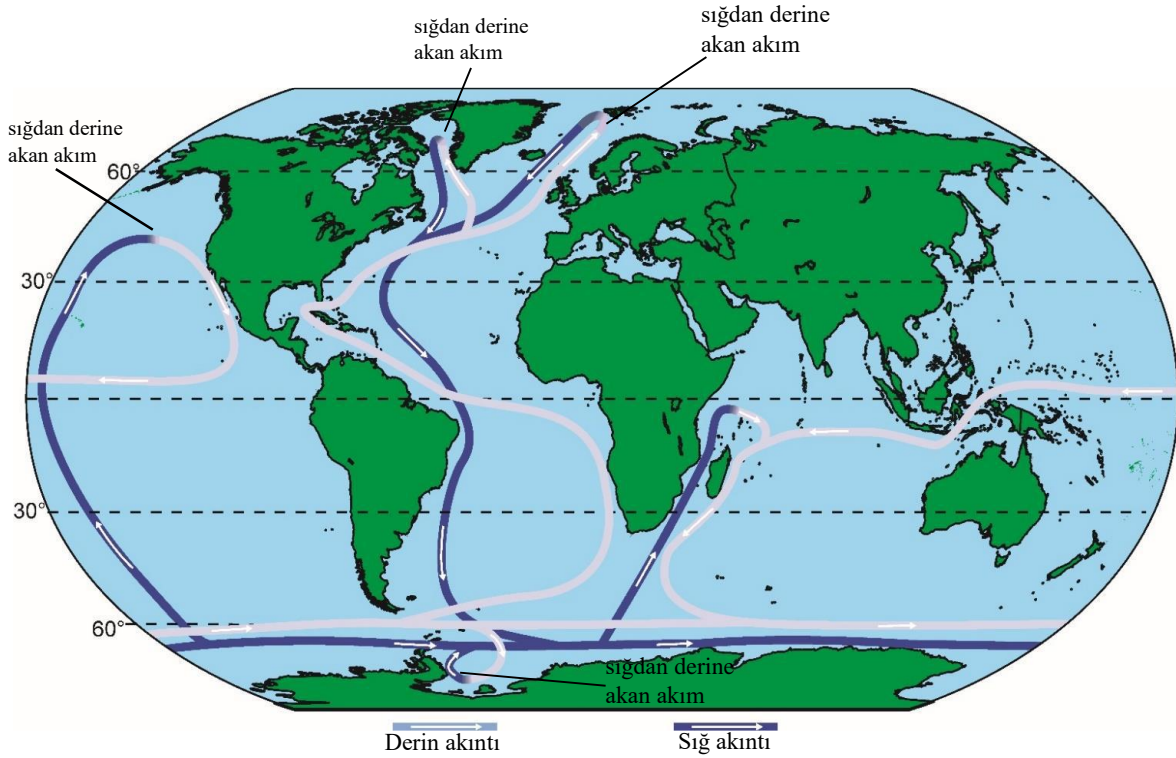 sığdan derine
akan akım
sığdan derine
akan akım
sığdan derine
akan akım
60°
30°
30°
60°
sığdan derine
akan akım
Derin akıntı
Sığ akıntı